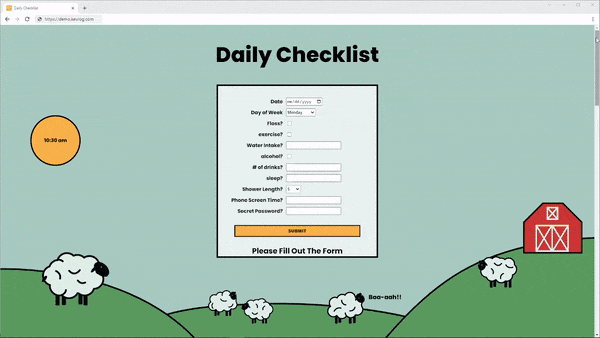 Daily Checklist
https://demo.aevrog.com
Daily Checklist
Date mm/dd/yyyy
Day of Week Monday
Floss?
exercise?
Water Intake?
alcohol?
# of drinks?
sleep?
Shower Length? 5
Phone Screen Time?
Secret Password?
SUBMIT
Please Fill Out The Form
10:30 am
Baa-aah!!